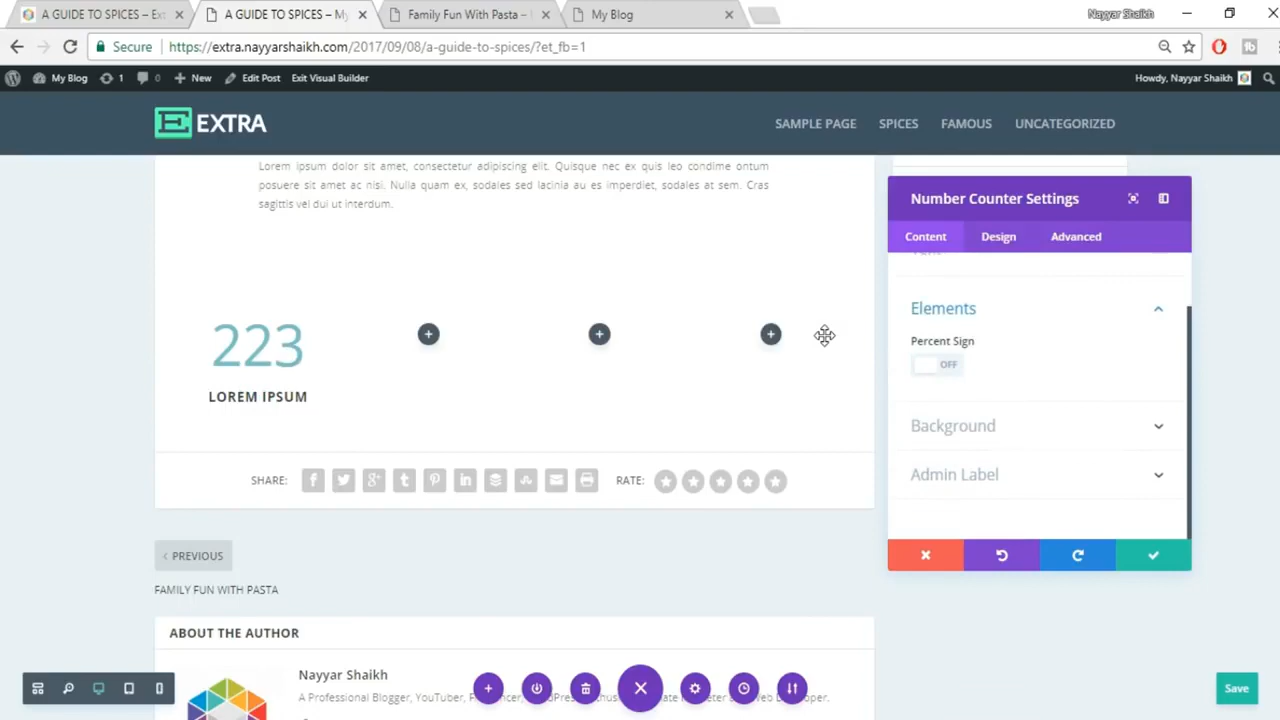 A GUIDE TO SPICES – Ext
A GUIDE TO SPICES – My
Family Fun With Pasta –
My Blog
Nayyar Shaikh
Secure
https://extra.nayyarshaikh.com/2017/09/08/a-guide-to-spices/?et_fb=1
My Blog
1
0
New
Edit Post
Exit Visual Builder
Howdy, Nayyar Shaikh
EXTRA
SAMPLE PAGE
SPICES
FAMOUS
UNCATEGORIZED
Lorem ipsum dolor sit amet, consectetur adipiscing elit. Quisque nec ex quis leo condime ontum
posuere sit amet ac nisi. Nulla quam ex, sodales sed lacinia au es imperdiet, sodales at sem. Cras
sagittis vel dui ut interdum.
223
LOREM IPSUM
SHARE:
RATE:
Number Counter Settings
Content
Design
Advanced
Elements
Percent Sign
OFF
Background
Admin Label
‹ PREVIOUS
FAMILY FUN WITH PASTA
ABOUT THE AUTHOR
Nayyar Shaikh
A Professional Blogger, YouTuber,
Save